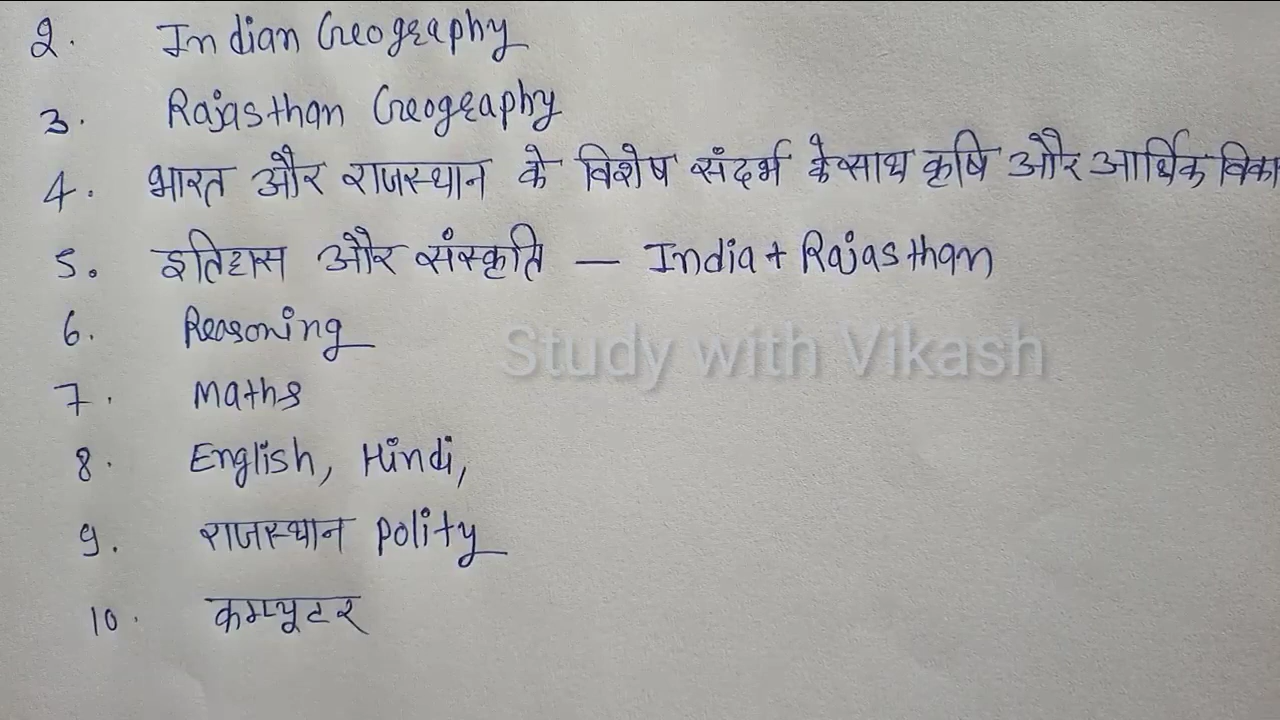 2. Indian Geography
3. Rajasthan Geography
4. भारत और राजस्थान के विशेष संदर्भ के साथ कृषि और आर्थिक विका
5. इतिहास और संस्कृति — India + Rajasthan
6. Reasoning
Study with Vikash
7. Maths
8. English, Hindi,
9. राजस्थान polity
10. कम्प्यूटर